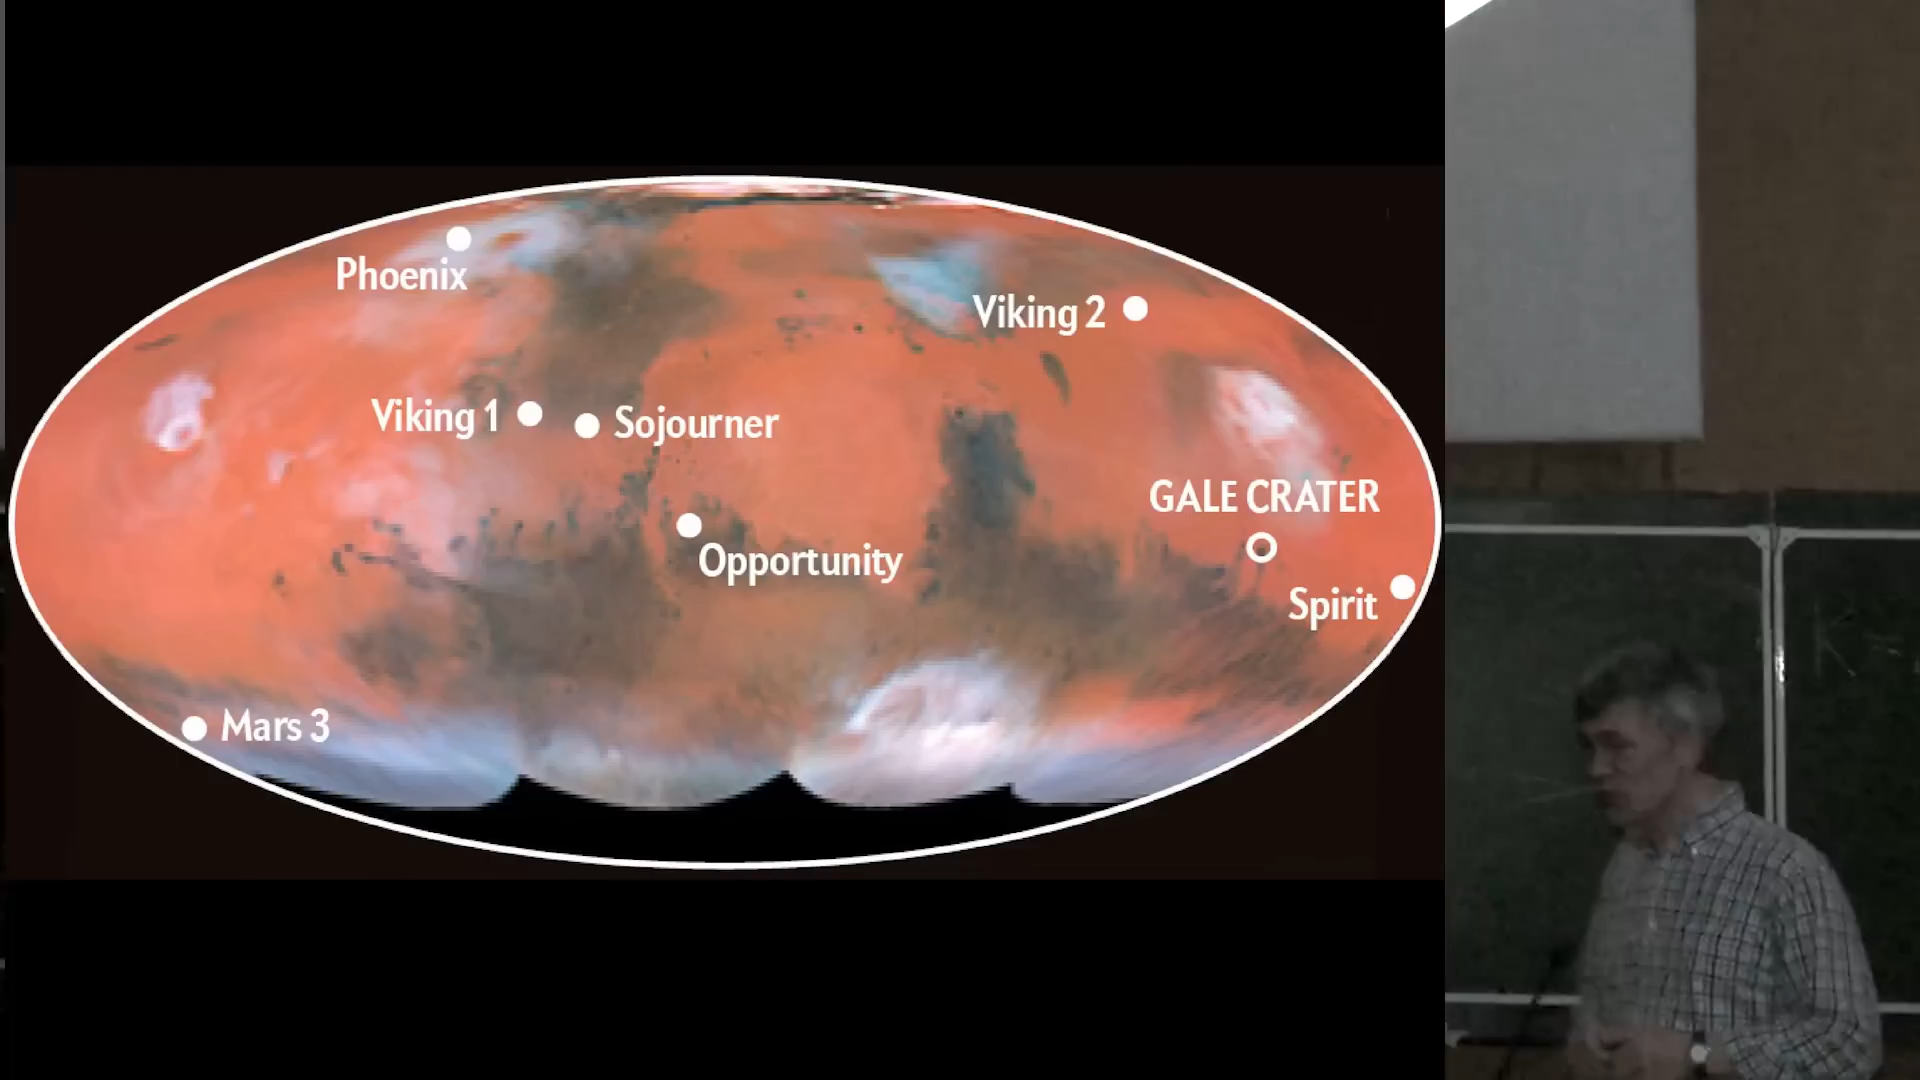 Phoenix
Viking 2
Viking 1
Sojourner
GALE CRATER
Opportunity
Spirit
Mars 3